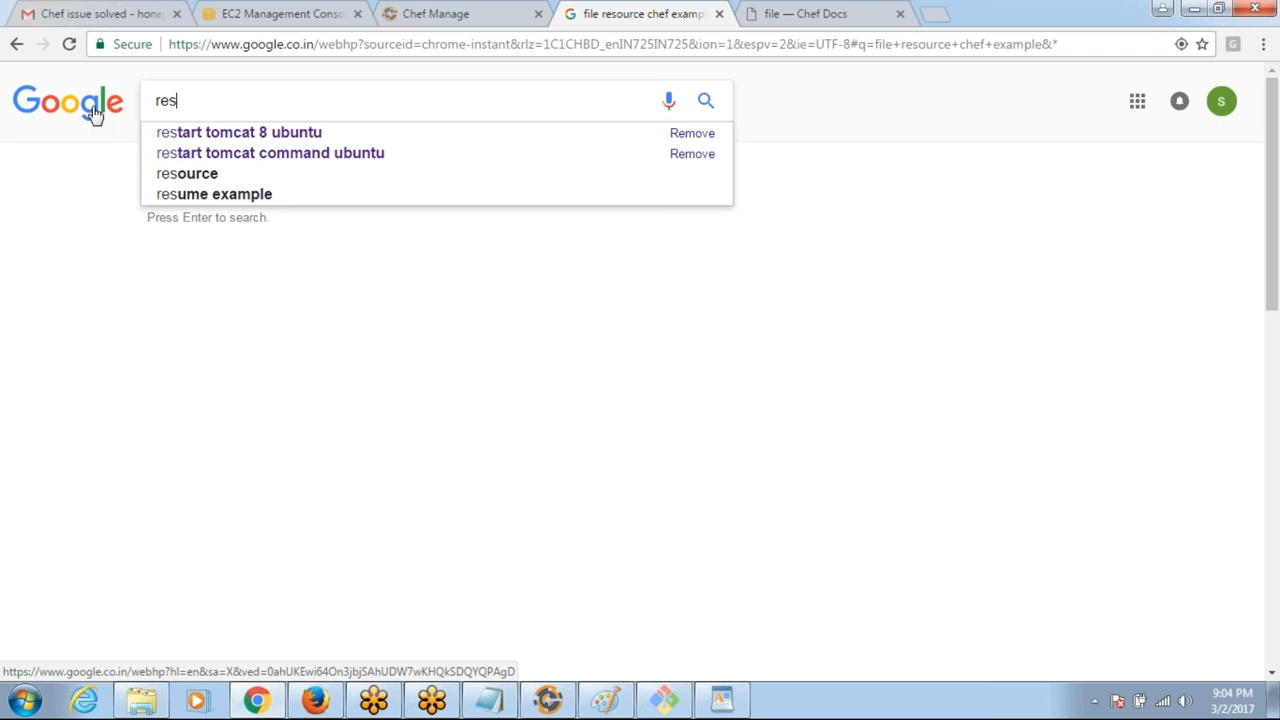 Chef issue solved - hone
EC2 Management Conso
Chef Manage
file resource chef exampl
file — Chef Docs
Secure
https://www.google.co.in/webhp?sourceid=chrome-instant&rlz=1C1CHBD_enIN725IN725&ion=1&espv=2&ie=UTF-8#q=file+resource+chef+example&*
G
Google
res
S
restart tomcat 8 ubuntu Remove
restart tomcat command ubuntu Remove
resource
resume example
Press Enter to search.
https://www.google.co.in/webhp?hl=en&sa=X&ved=0ahUKEwi64On3jbjSAhUDW7wKHQkSDQYQPAgD
9:04 PM
3/2/2017